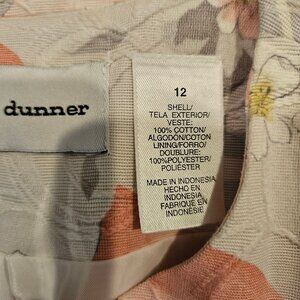 dunner
12
SHELL/
TELA EXTERIOR/
VESTE:
100% COTTON/
ALGODÓN/COTON
LINING/FORRO/
DOUBLURE:
100%POLYESTER/
POLIÉSTER
MADE IN INDONESIA
HECHO EN
INDONESIA
FABRIQUÉ EN
INDONÉSIE